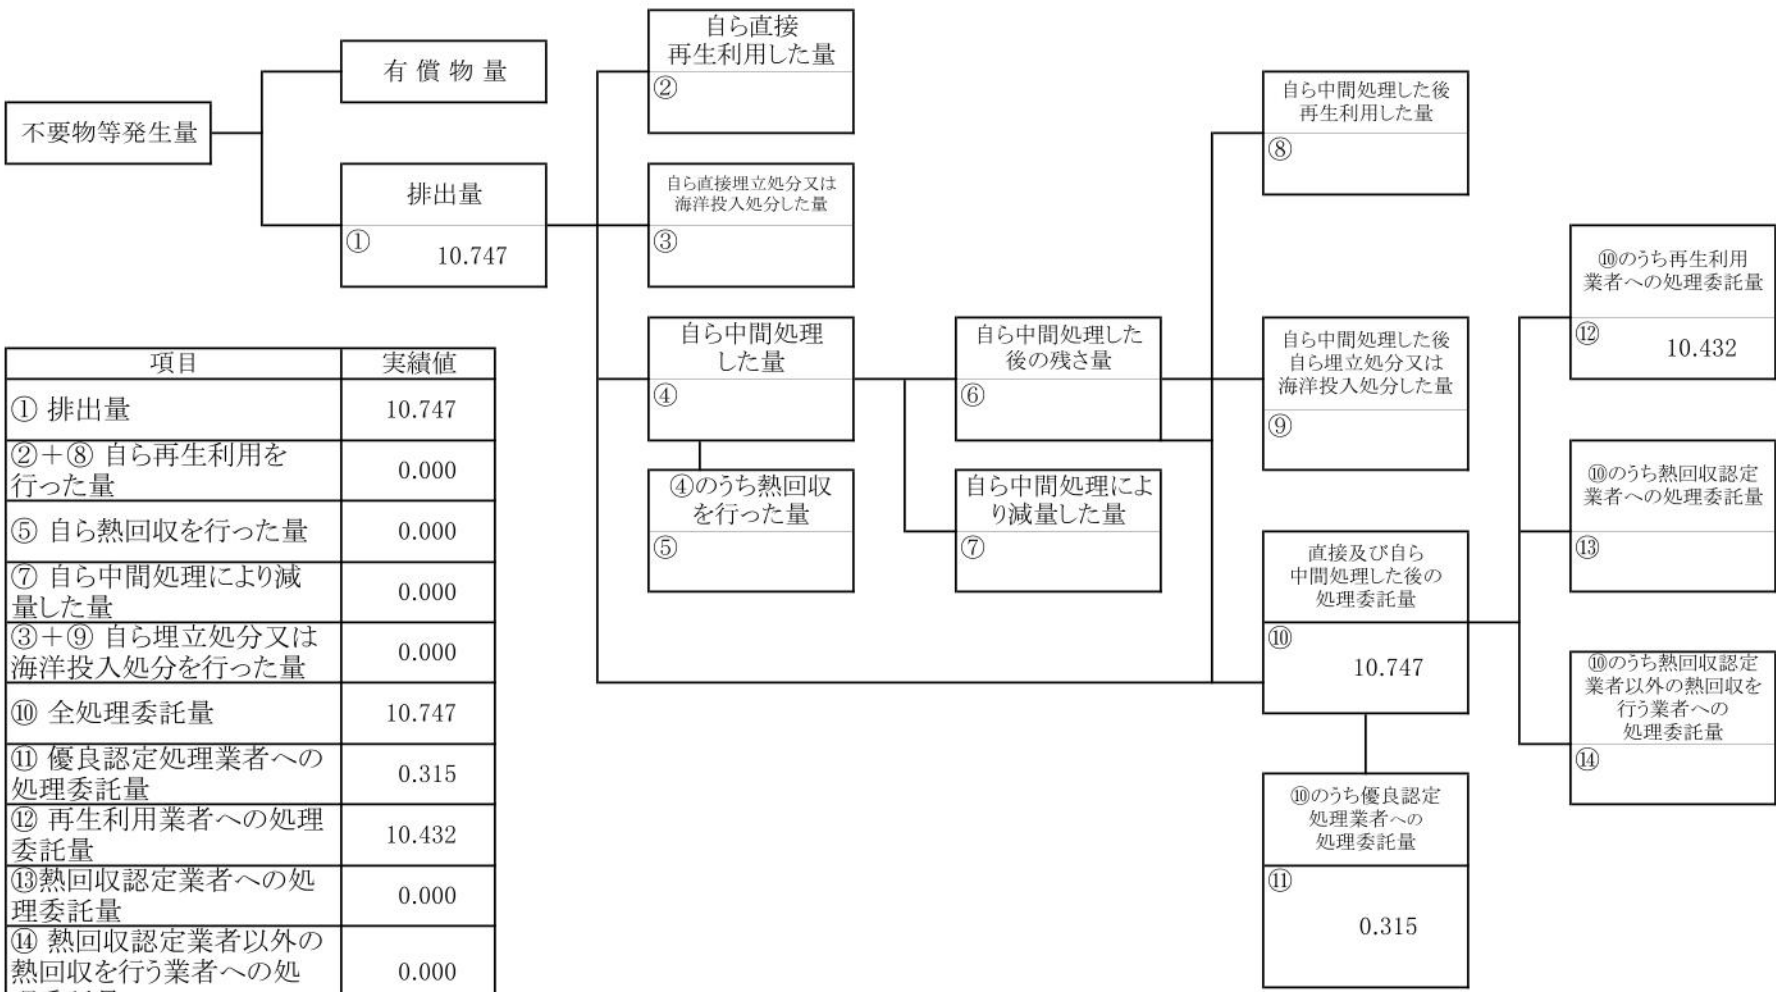 不要物等発生量
有償物量
排出量
①
10.747
自ら直接
再生利用した量
②
自ら直接埋立処分又は
海洋投入処分した量
③
自ら中間処理
した量
④
④のうち熱回収
を行った量
⑤
自ら中間処理した
後の残さ量
⑥
自ら中間処理によ
り減量した量
⑦
自ら中間処理した後
再生利用した量
⑧
自ら中間処理した後
自ら埋立処分又は
海洋投入処分した量
⑨
直接及び自ら
中間処理した後の
処理委託量
⑩
10.747
⑩のうち優良認定
処理業者への
処理委託量
⑪
0.315
⑩のうち再生利用
業者への処理委託量
⑫
10.432
⑩のうち熱回収認定
業者への処理委託量
⑬
⑩のうち熱回収認定
業者以外の熱回収を
行う業者への
処理委託量
⑭
項目 実績値
① 排出量 10.747
②+⑧ 自ら再生利用を
行った量 0.000
⑤ 自ら熱回収を行った量 0.000
⑦ 自ら中間処理により減
量した量 0.000
③+⑨ 自ら埋立処分又は
海洋投入処分を行った量 0.000
⑩ 全処理委託量 10.747
⑪ 優良認定処理業者への
処理委託量 0.315
⑫ 再生利用業者への処理
委託量 10.432
⑬熱回収認定業者への処
理委託量 0.000
⑭ 熱回収認定業者以外の
熱回収を行う業者への処 0.000